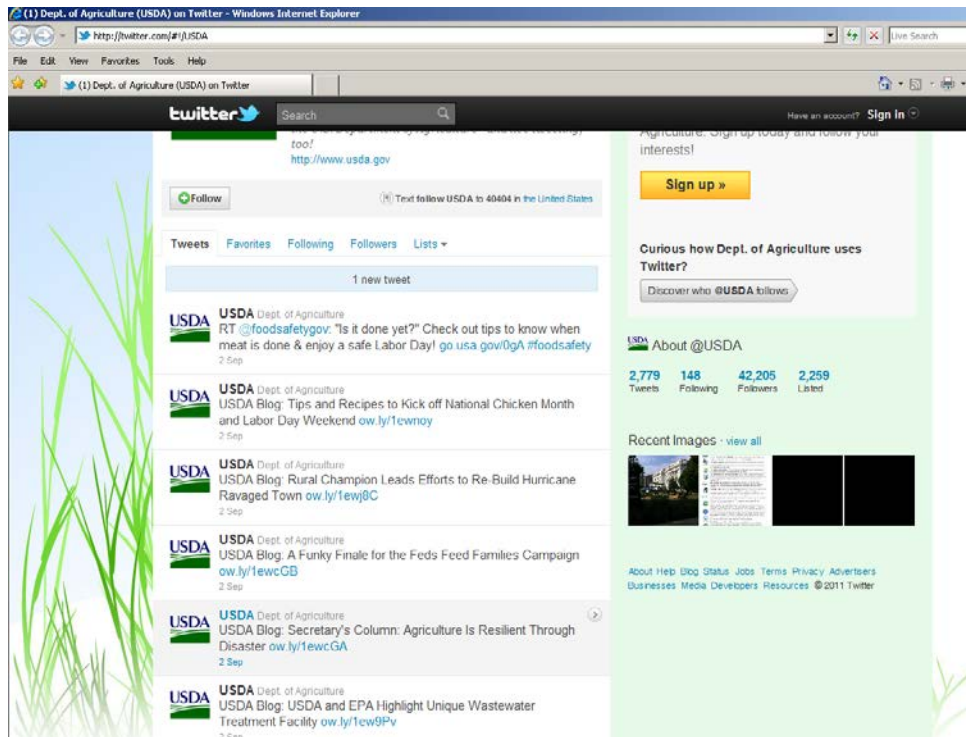 (1) Dept. of Agriculture (USDA) on Twitter - Windows Internet Explorer
http://twitter.com/#!/USDA
Live Search
File Edit View Favorites Tools Help
(1) Dept. of Agriculture (USDA) on Twitter
twitter
Search
Have an account? Sign in
too!
http://www.usda.gov
Follow
Text follow USDA to 40404 in the United States
Tweets Favorites Following Followers Lists
1 new tweet
USDA
USDA Dept. of Agriculture
RT @foodsafetygov: "Is it done yet?" Check out tips to know when
meat is done & enjoy a safe Labor Day! go.usa.gov/0gA #foodsafety
2 Sep
USDA
USDA Dept. of Agriculture
USDA Blog: Tips and Recipes to Kick off National Chicken Month
and Labor Day Weekend ow.ly/1ewnoy
2 Sep
USDA
USDA Dept. of Agriculture
USDA Blog: Rural Champion Leads Efforts to Re-Build Hurricane
Ravaged Town ow.ly/1ewj8C
2 Sep
USDA
USDA Dept. of Agriculture
USDA Blog: A Funky Finale for the Feds Feed Families Campaign
ow.ly/1ewcGB
2 Sep
USDA
USDA Dept. of Agriculture
USDA Blog: Secretary's Column: Agriculture Is Resilient Through
Disaster ow.ly/1ewcGA
2 Sep
USDA
USDA Dept. of Agriculture
USDA Blog: USDA and EPA Highlight Unique Wastewater
Treatment Facility ow.ly/1ew9Pv
2 Sep
Agriculture. Sign up today and follow your
interests!
Sign up »
Curious how Dept. of Agriculture uses
Twitter?
Discover who @USDA follows
USDA About @USDA
2,779 148 42,205 2,259
Tweets Following Followers Listed
Recent Images · view all
About Help Blog Status Jobs Terms Privacy Advertisers
Businesses Media Developers Resources © 2011 Twitter